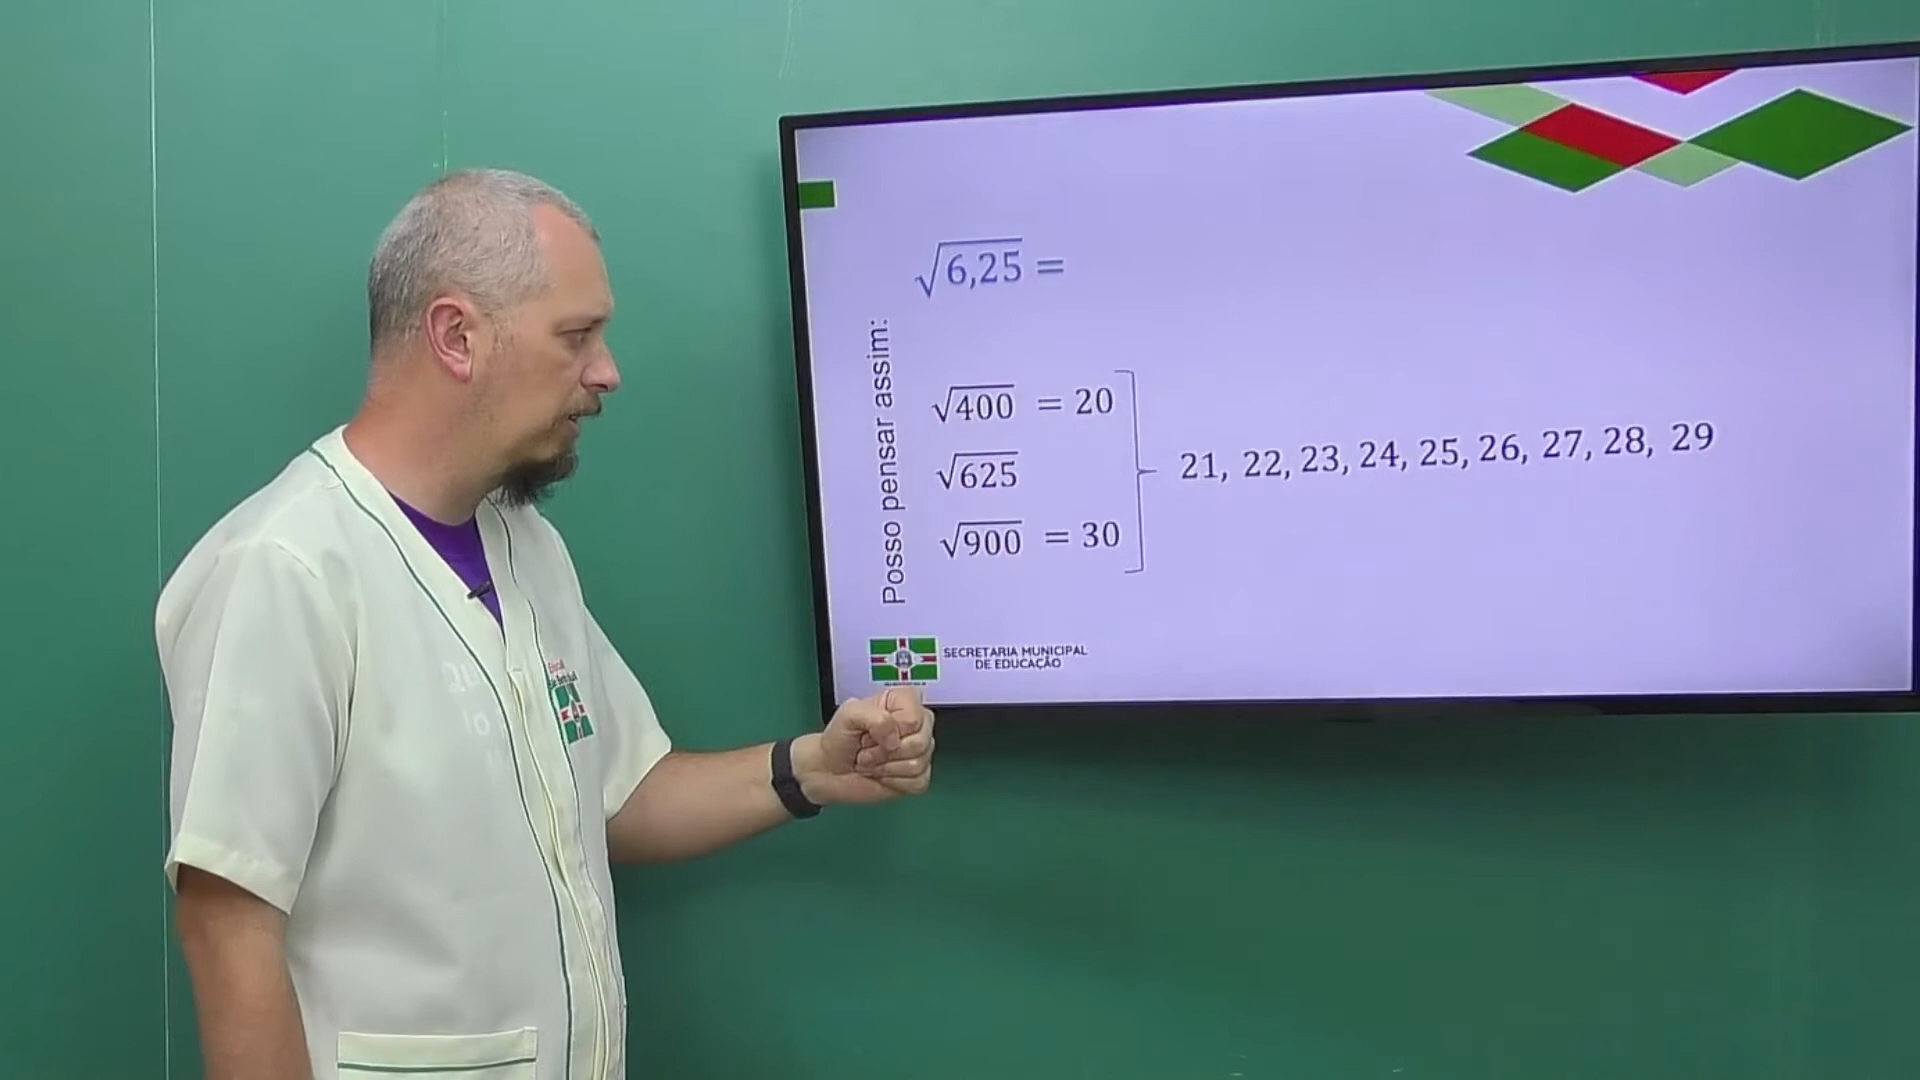 √6,25 =
Posso pensar assim:
√400 = 20
√625
√900 = 30
21, 22, 23, 24, 25, 26, 27, 28, 29
SECRETARIA MUNICIPAL
DE EDUCAÇÃO